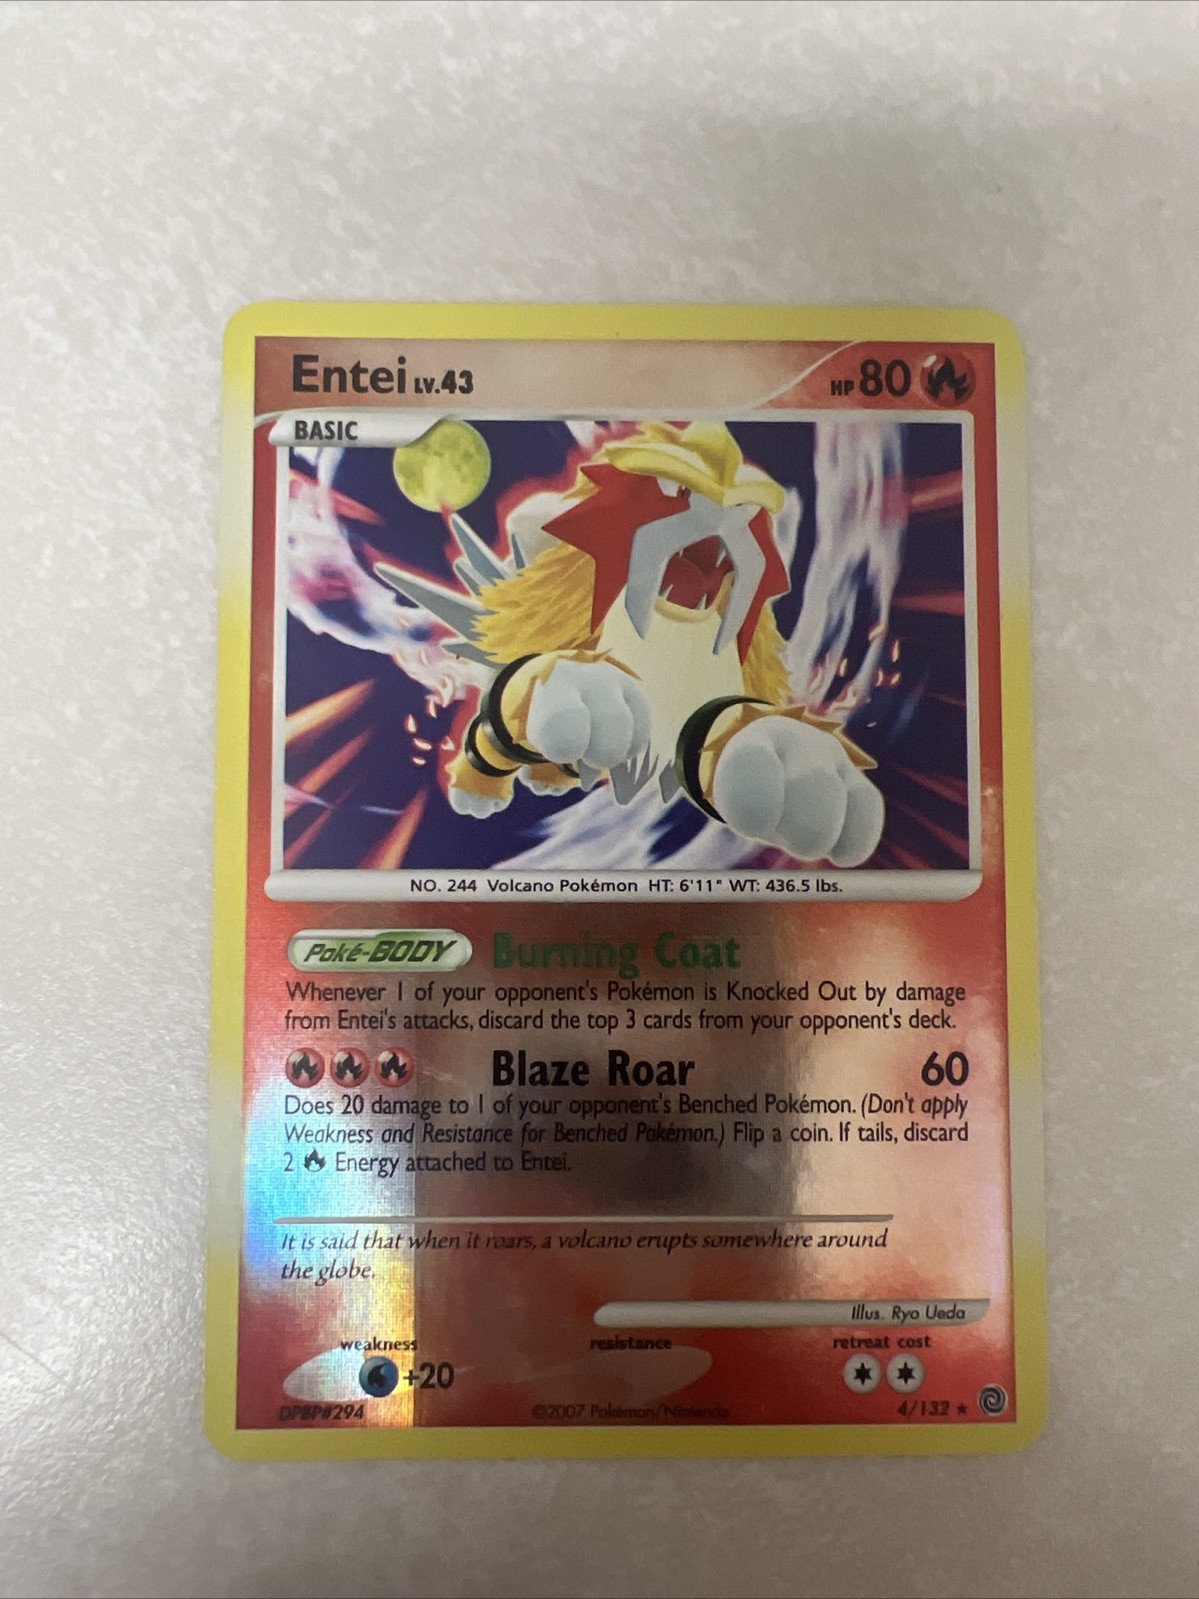 Entei LV.43 HP 80
BASIC
NO. 244 Volcano Pokémon HT: 6'11" WT: 436.5 lbs.
Poké-BODY Burning Coat
Whenever 1 of your opponent's Pokémon is Knocked Out by damage
from Entei's attacks, discard the top 3 cards from your opponent's deck.
Blaze Roar 60
Does 20 damage to 1 of your opponent's Benched Pokémon. (Don't apply
Weakness and Resistance for Benched Pokémon.) Flip a coin. If tails, discard
2 Energy attached to Entei.
It is said that when it roars, a volcano erupts somewhere around
the globe.
Illus. Ryo Ueda
weakness resistance retreat cost
+20
DPBP#294 ©2007 Pokémon/Nintendo 4/132